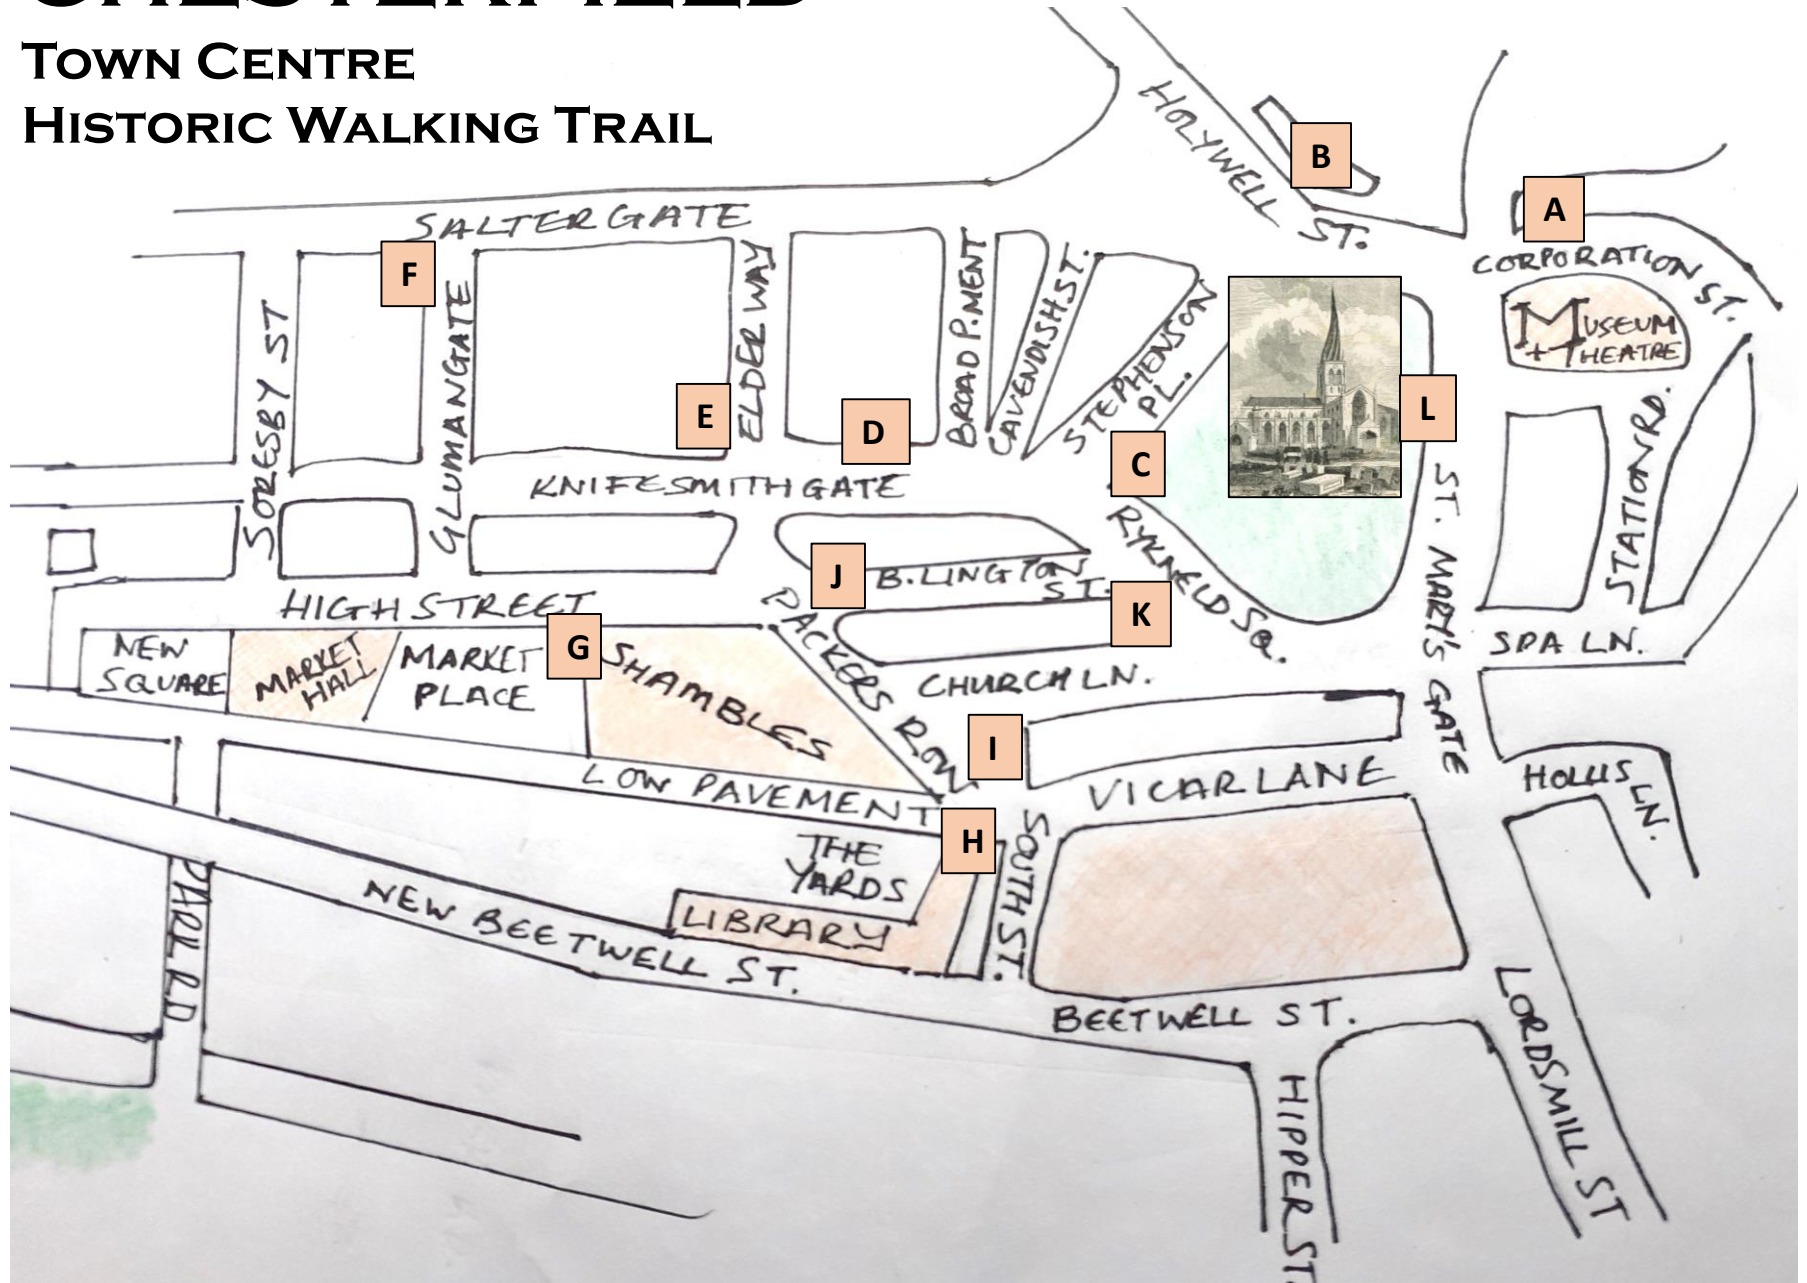 CHESTERFIELD
TOWN CENTRE
HISTORIC WALKING TRAIL
HOLYWELL ST.
B
A
SALTERGATE
CORPORATION ST.
F
MUSEUM
+ THEATRE
SORESBY ST
GLUMANGATE
ELDER WAY
BROAD P.MENT
CAVENDISH ST.
STEPHENSON
PL.
E
D
C
L
KNIFESMITHGATE
RYKNELD SQ.
ST. MARY'S GATE
STATION RD.
J
B.LINGTON
ST.
K
HIGH STREET
PACKERS ROW
NEW
SQUARE
MARKET
HALL
MARKET
PLACE
G
SHAMBLES
CHURCH LN.
SPA LN.
I
LOW PAVEMENT
VICAR LANE
HOLLIS LN.
H
THE
YARDS
SOUTH ST.
LIBRARY
NEW BEETWELL ST.
BEETWELL ST.
LORDSMILL ST
HIPPER ST.